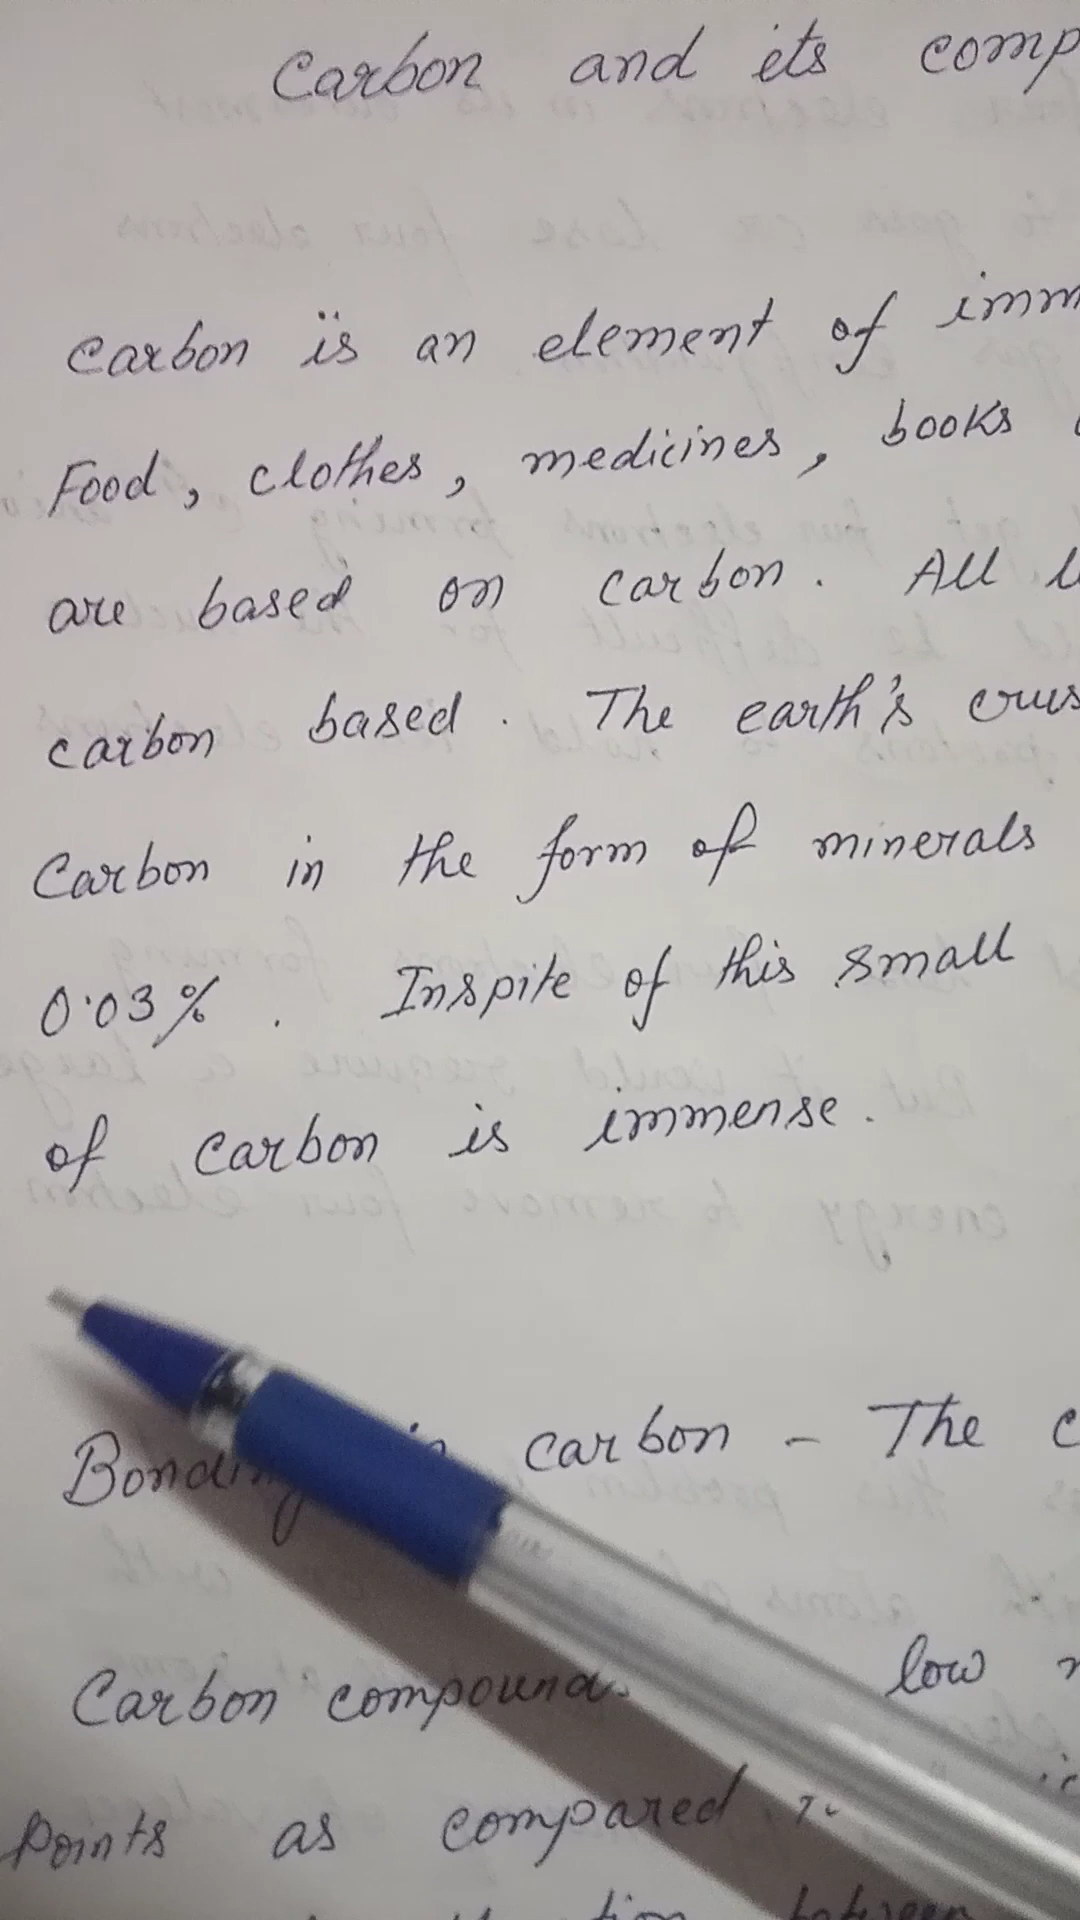 Carbon and its comp
Carbon is an element of imm
Food, clothes, medicines, books
are based on carbon. All
carbon based. The earth's crus
Carbon in the form of minerals
0.03%. Inspite of this small
of carbon is immense.
carbon - The
Carbon compound low
Points as compared
between